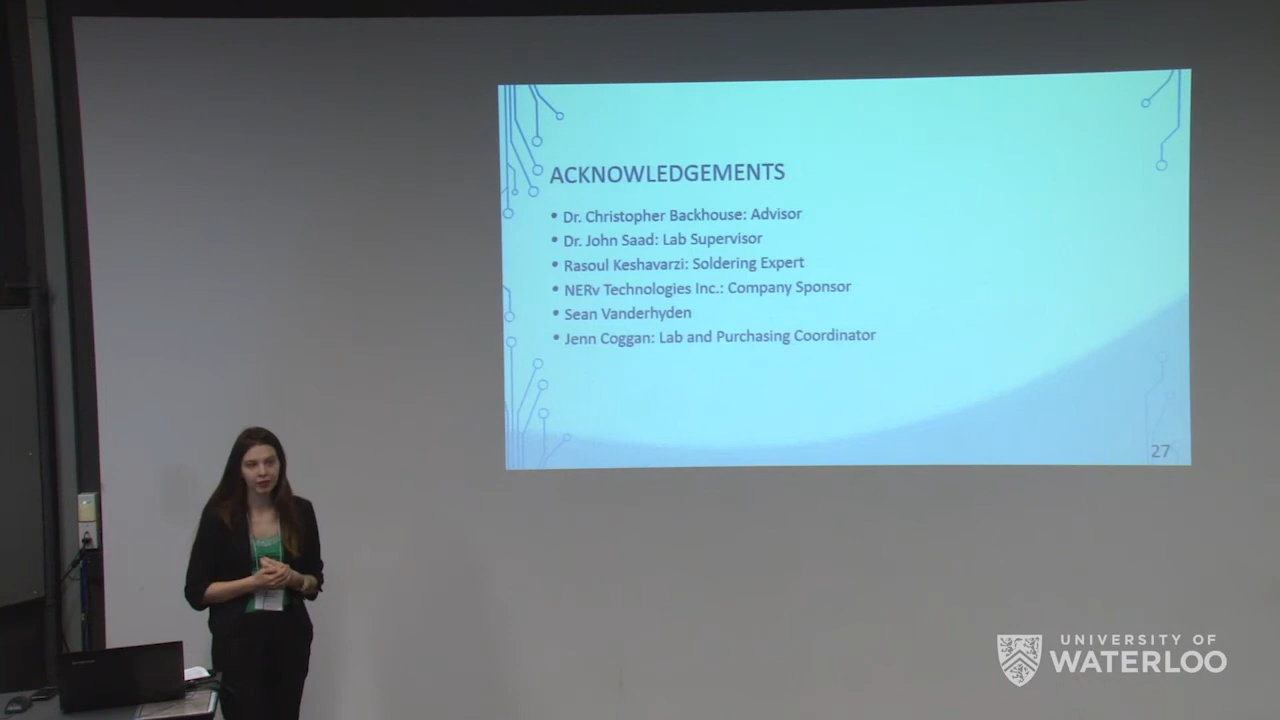 ACKNOWLEDGEMENTS
• Dr. Christopher Backhouse: Advisor
• Dr. John Saad: Lab Supervisor
• Rasoul Keshavarzi: Soldering Expert
• NERv Technologies Inc.: Company Sponsor
• Sean Vanderhyden
• Jenn Coggan: Lab and Purchasing Coordinator
27
UNIVERSITY OF
WATERLOO